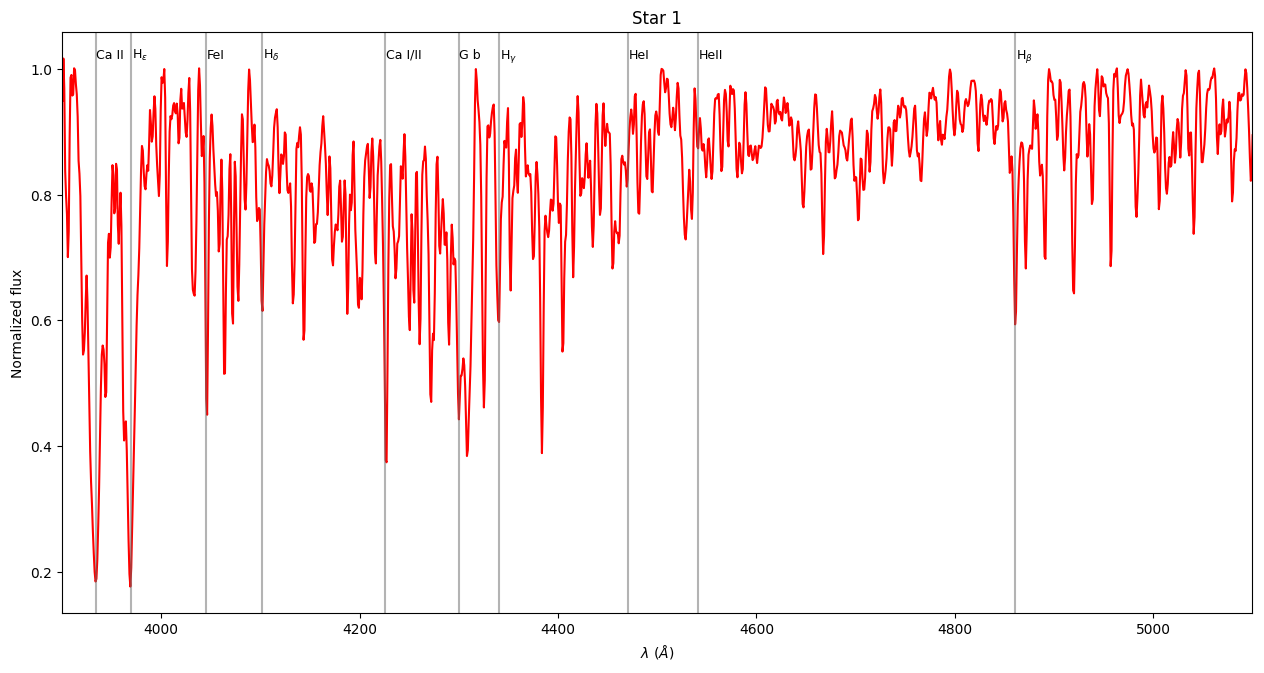 Star 1
Ca II Hε FeI Hδ Ca I/II G b Hγ HeI HeII Hβ
1.0
0.8
0.6
0.4
0.2
Normalized flux
4000 4200 4400 4600 4800 5000
λ (Å)